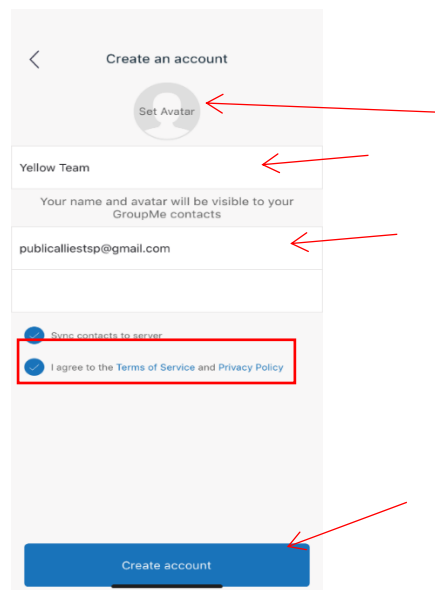 Create an account
Set Avatar
Yellow Team
Your name and avatar will be visible to your
GroupMe contacts
publicalliestsp@gmail.com
Sync contacts to server
I agree to the Terms of Service and Privacy Policy
Create account